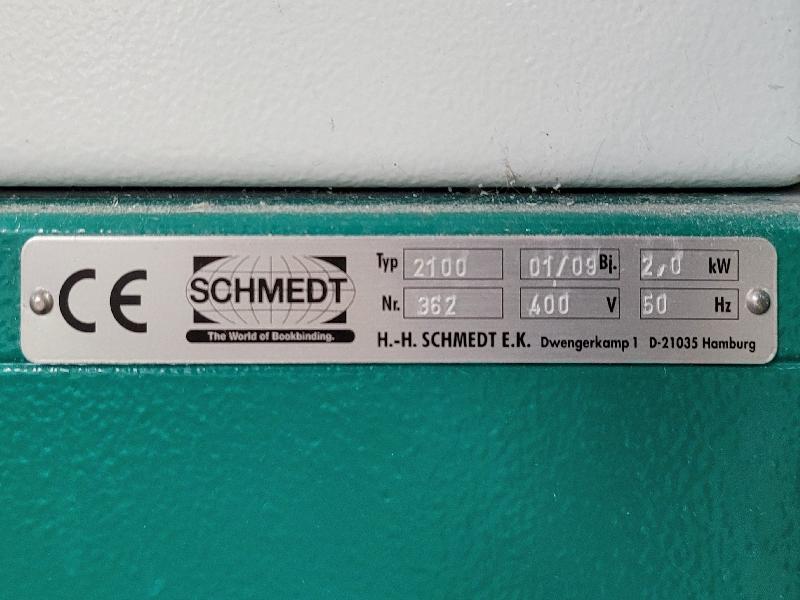 CE
SCHMEDT
The World of Bookbinding.
Typ 2100 01/09 Bj. 2,0 kW
Nr. 362 400 V 50 Hz
H.-H. SCHMEDT E.K. Dwengerkamp 1 D-21035 Hamburg